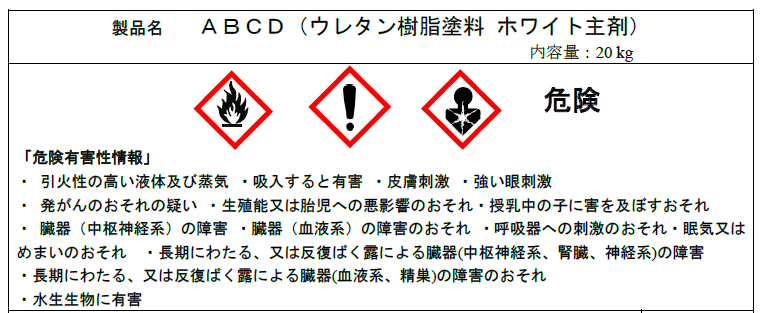 製品名 ＡＢＣＤ（ウレタン樹脂塗料 ホワイト主剤）
内容量：20 kg
危険
「危険有害性情報」
・ 引火性の高い液体及び蒸気 ・吸入すると有害 ・皮膚刺激 ・強い眼刺激
・ 発がんのおそれの疑い ・生殖能又は胎児への悪影響のおそれ・授乳中の子に害を及ぼすおそれ
・ 臓器（中枢神経系）の障害 ・臓器（血液系）の障害のおそれ ・呼吸器への刺激のおそれ・眠気又は
めまいのおそれ ・長期にわたる、又は反復ばく露による臓器(中枢神経系、腎臓、神経系)の障害
・長期にわたる、又は反復ばく露による臓器(血液系、精巣)の障害のおそれ
・水生生物に有害